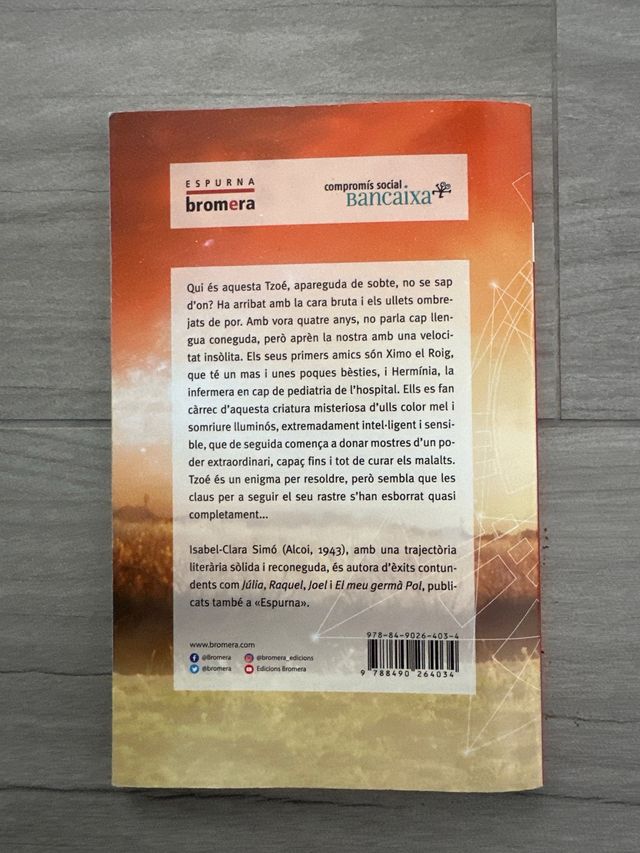 ESPURNA
bromera
compromís social
Bancaixa
Qui és aquesta Tzoé, apareguda de sobte, no se sap
d'on? Ha arribat amb la cara bruta i els ullets ombre-
jats de por. Amb vora quatre anys, no parla cap llen-
gua coneguda, però aprèn la nostra amb una veloci-
tat insòlita. Els seus primers amics són Ximo el Roig,
que té un mas i unes poques bèsties, i Hermínia, la
infermera en cap de pediatria de l'hospital. Ells es fan
càrrec d'aquesta criatura misteriosa d'ulls color mel i
somriure lluminós, extremadament intel·ligent i sensi-
ble, que de seguida comença a donar mostres d'un po-
der extraordinari, capaç fins i tot de curar els malalts.
Tzoé és un enigma per resoldre, però sembla que les
claus per a seguir el seu rastre s'han esborrat quasi
completament...
Isabel-Clara Simó (Alcoi, 1943), amb una trajectòria
literària sòlida i reconeguda, és autora d'èxits contun-
dents com Júlia, Raquel, Joel i El meu germà Pol, publi-
cats també a «Espurna».
www.bromera.com
@Bromera @bromera_edicions
@bromera Edicions Bromera
978-84-9026-403-4
9 788490 264034